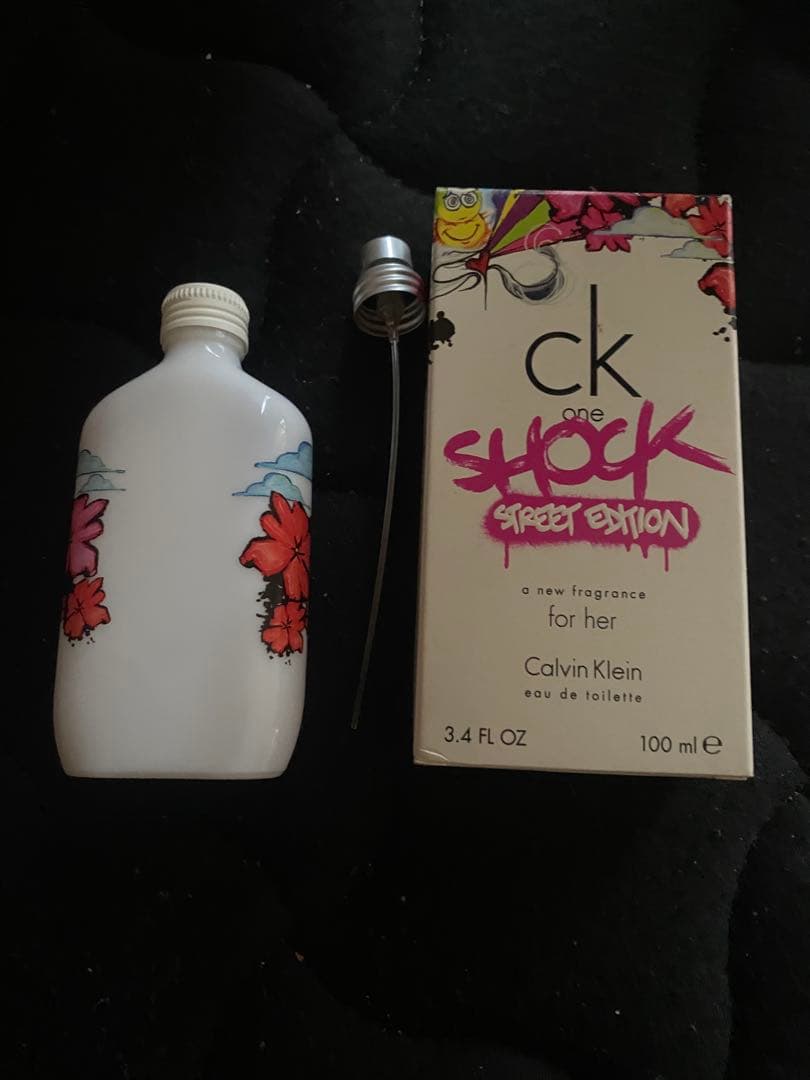 ck
one
SHOCK
STREET EDITION
a new fragrance
for her
Calvin Klein
eau de toilette
3.4 FL OZ 100 ml ℮